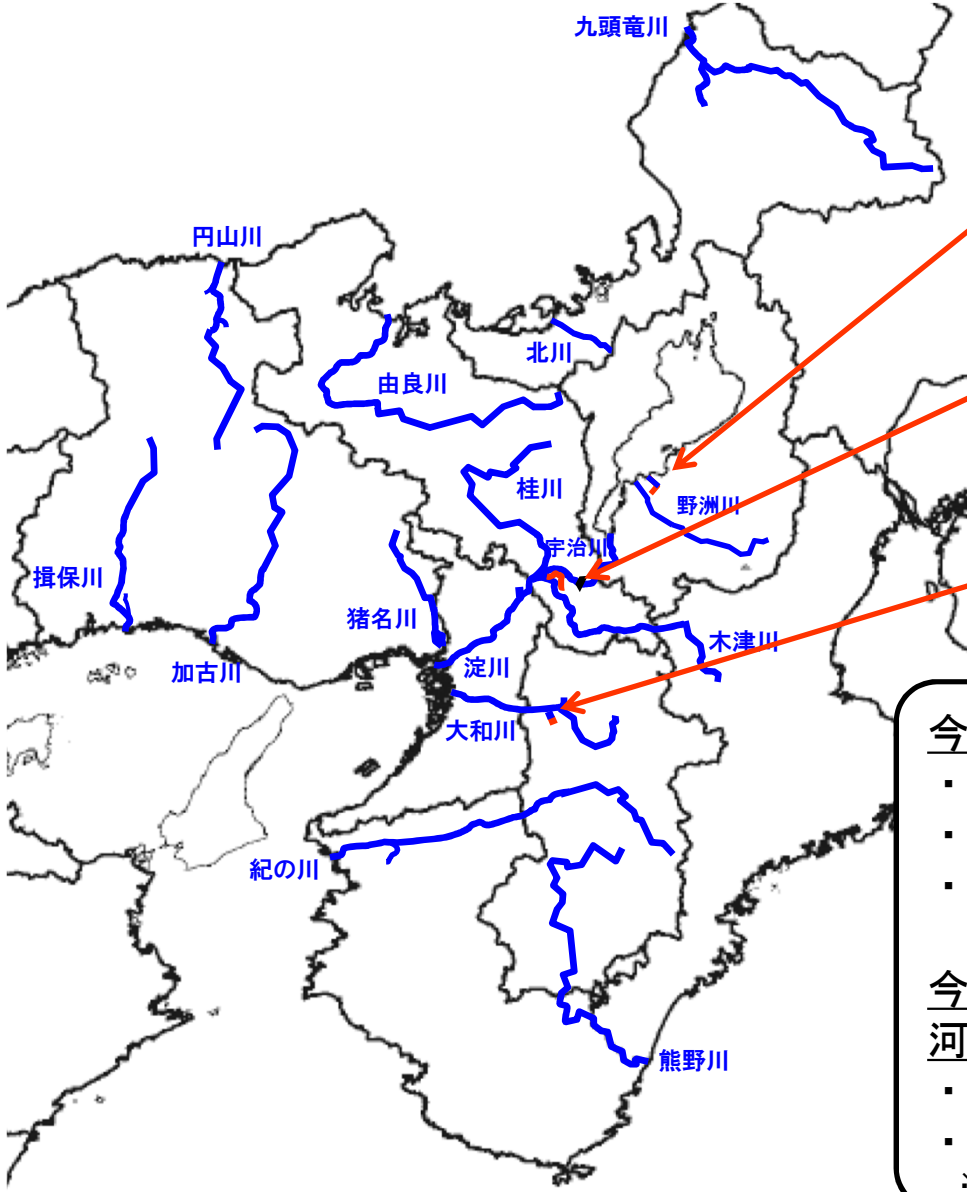 九頭竜川
円山川
北川
由良川
桂川
野洲川
宇治川
揖保川
猪名川
木津川
加古川
淀川
大和川
今
・
・
・
紀の川
今
河
熊野川
・
・